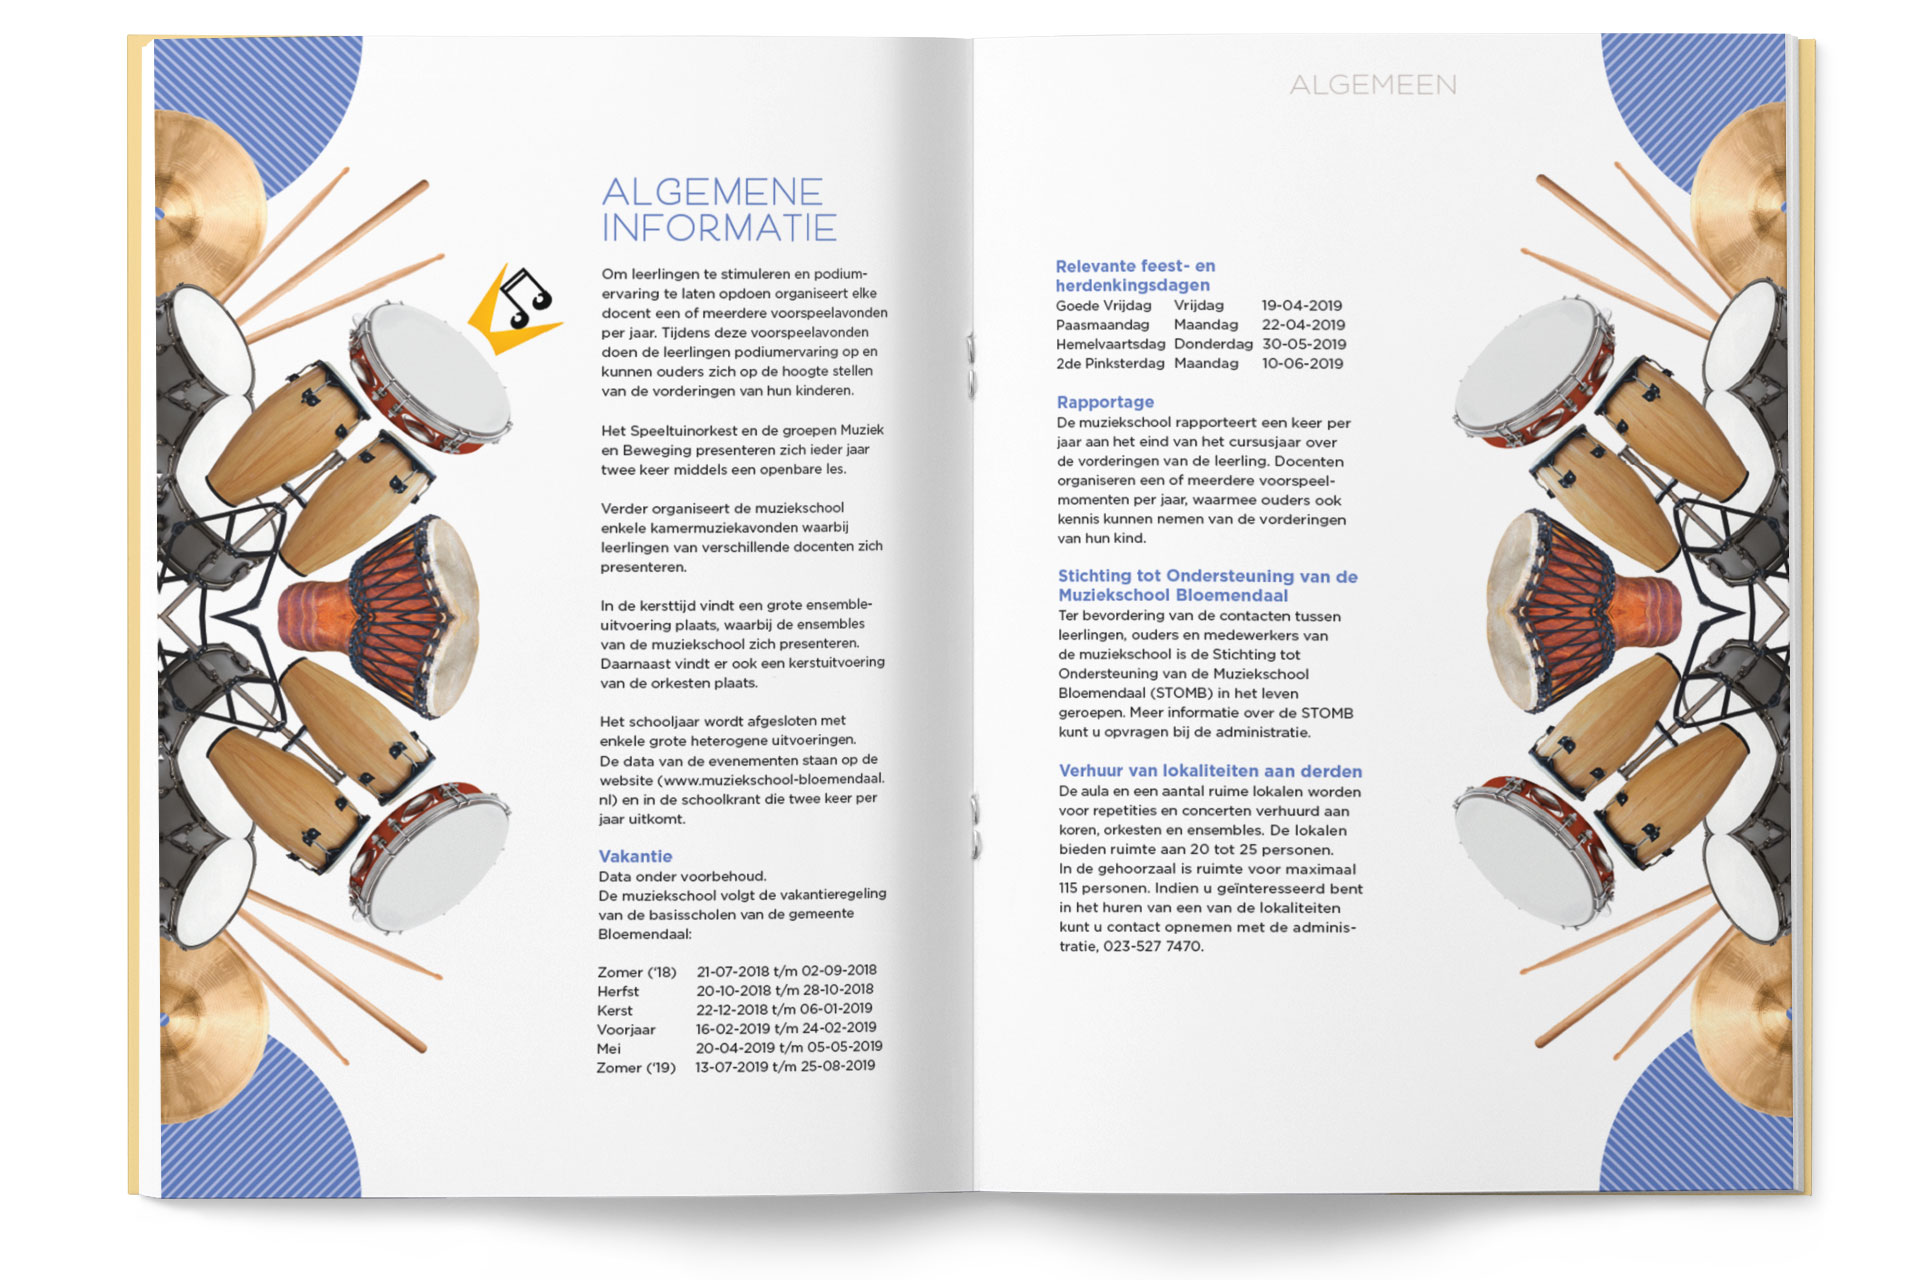 ALGEMENE
INFORMATIE
Om leerlingen te stimuleren en podium-
ervaring te laten opdoen organiseert elke
docent een of meerdere voorspeelavonden
per jaar. Tijdens deze voorspeelavonden
doen de leerlingen podiumervaring op en
kunnen ouders zich op de hoogte stellen
van de vorderingen van hun kinderen.
Het Speeltuinorkest en de groepen Muziek
en Beweging presenteren zich ieder jaar
twee keer middels een openbare les.
Verder organiseert de muziekschool
enkele kamermuziekavonden waarbij
leerlingen van verschillende docenten zich
presenteren.
In de kersttijd vindt een grote ensemble-
uitvoering plaats, waarbij de ensembles
van de muziekschool zich presenteren.
Daarnaast vindt er ook een kerstuitvoering
van de orkesten plaats.
Het schooljaar wordt afgesloten met
enkele grote heterogene uitvoeringen.
De data van de evenementen staan op de
website (www.muziekschool-bloemendaal.
nl) en in de schoolkrant die twee keer per
jaar uitkomt.
Vakantie
Data onder voorbehoud.
De muziekschool volgt de vakantieregeling
van de basisscholen van de gemeente
Bloemendaal:
Zomer ('18) 21-07-2018 t/m 02-09-2018
Herfst 20-10-2018 t/m 28-10-2018
Kerst 22-12-2018 t/m 06-01-2019
Voorjaar 16-02-2019 t/m 24-02-2019
Mei 20-04-2019 t/m 05-05-2019
Zomer ('19) 13-07-2019 t/m 25-08-2019
ALGEMEEN
Relevante feest- en
herdenkingsdagen
Goede Vrijdag Vrijdag 19-04-2019
Paasmaandag Maandag 22-04-2019
Hemelvaartsdag Donderdag 30-05-2019
2de Pinksterdag Maandag 10-06-2019
Rapportage
De muziekschool rapporteert een keer per
jaar aan het eind van het cursusjaar over
de vorderingen van de leerling. Docenten
organiseren een of meerdere voorspeel-
momenten per jaar, waarmee ouders ook
kennis kunnen nemen van de vorderingen
van hun kind.
Stichting tot Ondersteuning van de
Muziekschool Bloemendaal
Ter bevordering van de contacten tussen
leerlingen, ouders en medewerkers van
de muziekschool is de Stichting tot
Ondersteuning van de Muziekschool
Bloemendaal (STOMB) in het leven
geroepen. Meer informatie over de STOMB
kunt u opvragen bij de administratie.
Verhuur van lokaliteiten aan derden
De aula en een aantal ruime lokalen worden
voor repetities en concerten verhuurd aan
koren, orkesten en ensembles. De lokalen
bieden ruimte aan 20 tot 25 personen.
In de gehoorzaal is ruimte voor maximaal
115 personen. Indien u geïnteresseerd bent
in het huren van een van de lokaliteiten
kunt u contact opnemen met de adminis-
tratie, 023-527 7470.